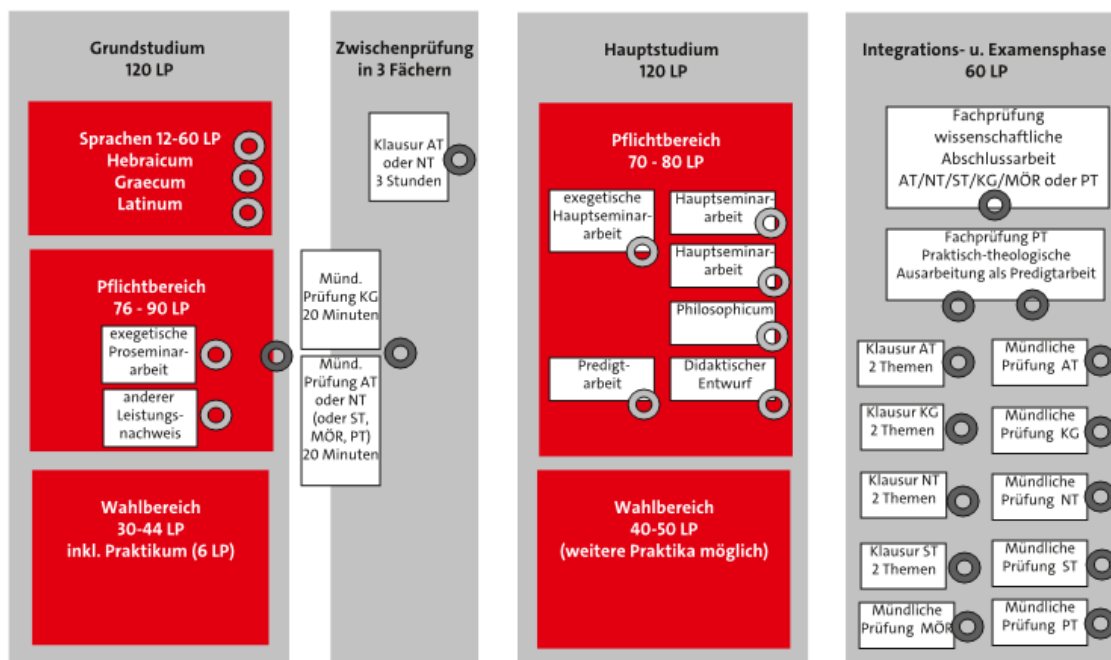 Grundstudium
120 LP
Sprachen 12-60 LP
Hebraicum
Graecum
Latinum
Pflichtbereich
76 - 90 LP
exegetische
Proseminar-
arbeit
anderer
Leistungs-
nachweis
Wahlbereich
30-44 LP
inkl. Praktikum (6 LP)
Zwischenprüfung
in 3 Fächern
Klausur AT
oder NT
3 Stunden
Münd.
Prüfung KG
20 Minuten
Münd.
Prüfung AT
oder NT
(oder ST,
MÖR, PT)
20 Minuten
Hauptstudium
120 LP
Pflichtbereich
70 - 80 LP
exegetische
Hauptseminar-
arbeit
Hauptseminar-
arbeit
Hauptseminar-
arbeit
Philosophicum
Predigt-
arbeit
Didaktischer
Entwurf
Wahlbereich
40-50 LP
(weitere Praktika möglich)
Integrations- u. Examensphase
60 LP
Fachprüfung
wissenschaftliche
Abschlussarbeit
AT/NT/ST/KG/MÖR oder PT
Fachprüfung PT
Praktisch-theologische
Ausarbeitung als Predigtarbeit
Klausur AT
2 Themen
Mündliche
Prüfung AT
Klausur KG
2 Themen
Mündliche
Prüfung KG
Klausur NT
2 Themen
Mündliche
Prüfung NT
Klausur ST
2 Themen
Mündliche
Prüfung ST
Mündliche
Prüfung MÖR
Mündliche
Prüfung PT